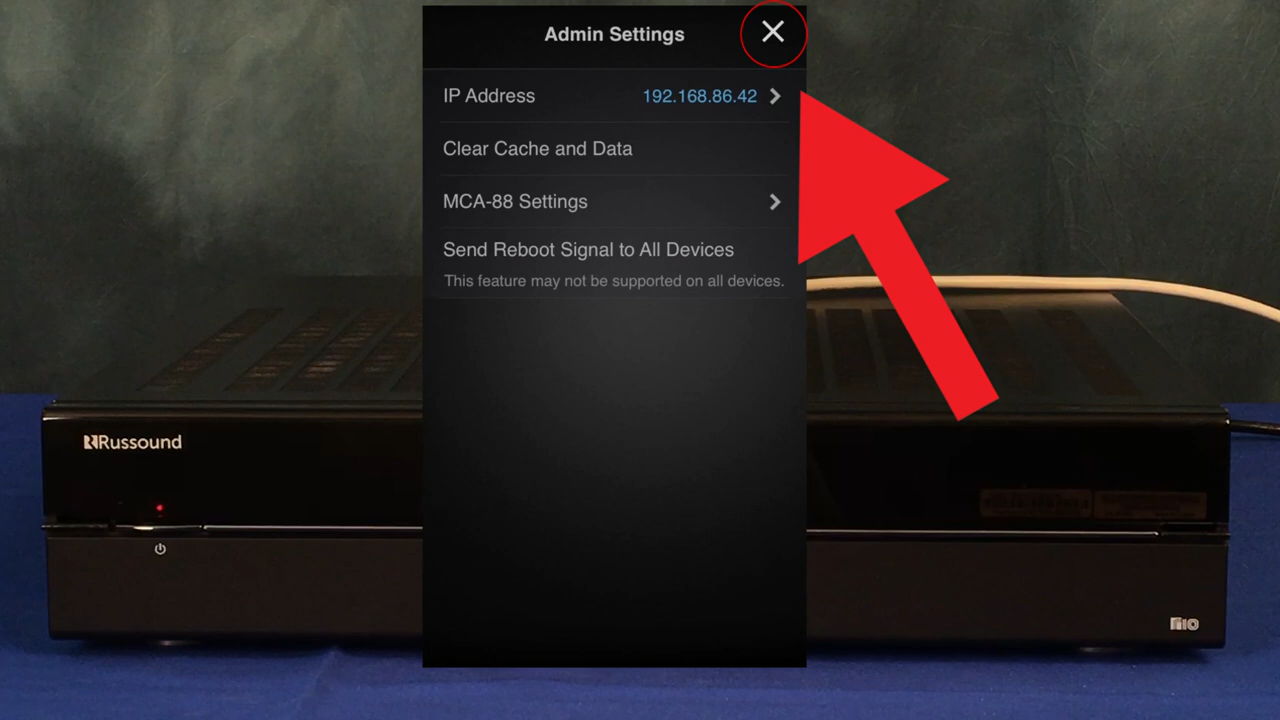 Admin Settings
IP Address 192.168.86.42
Clear Cache and Data
MCA-88 Settings
Send Reboot Signal to All Devices
This feature may not be supported on all devices.
Russound